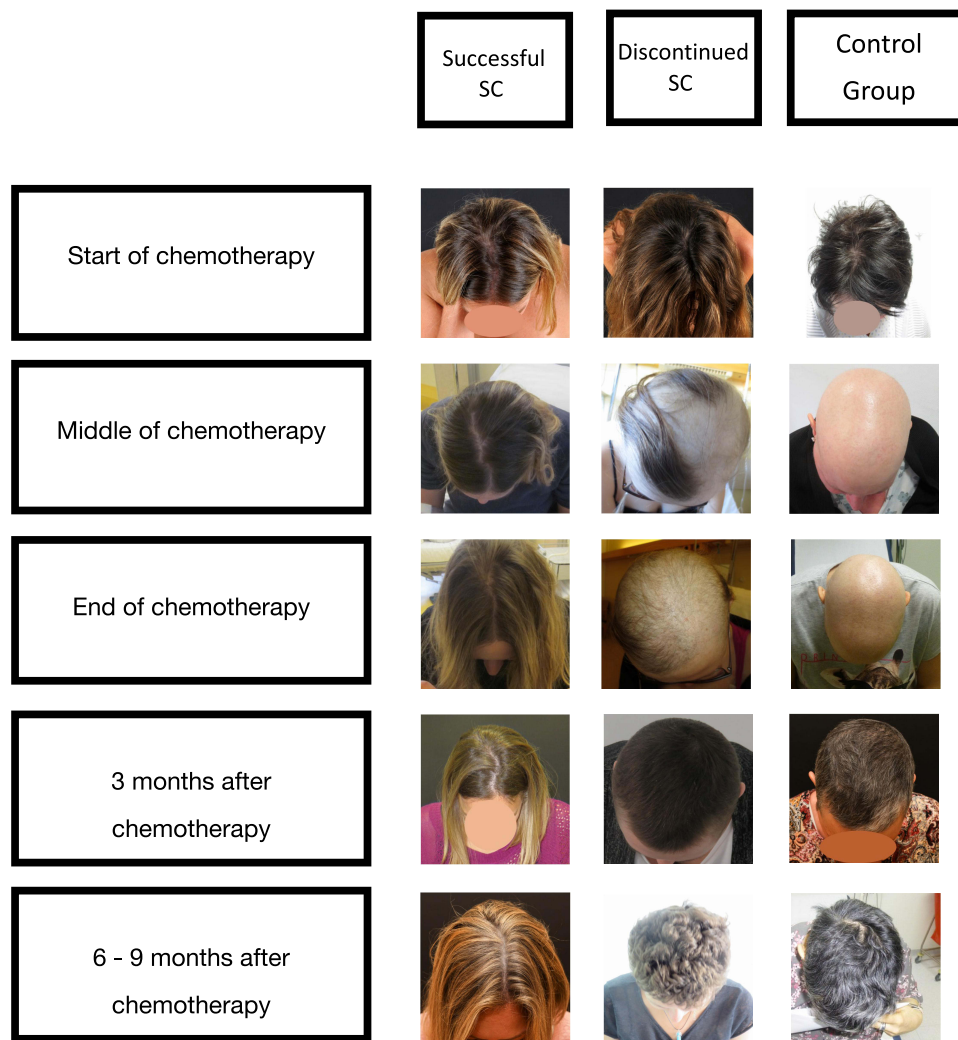 Successful
SC
Discontinued
SC
Control
Group
Start of chemotherapy
Middle of chemotherapy
End of chemotherapy
3 months after
chemotherapy
6 - 9 months after
chemotherapy